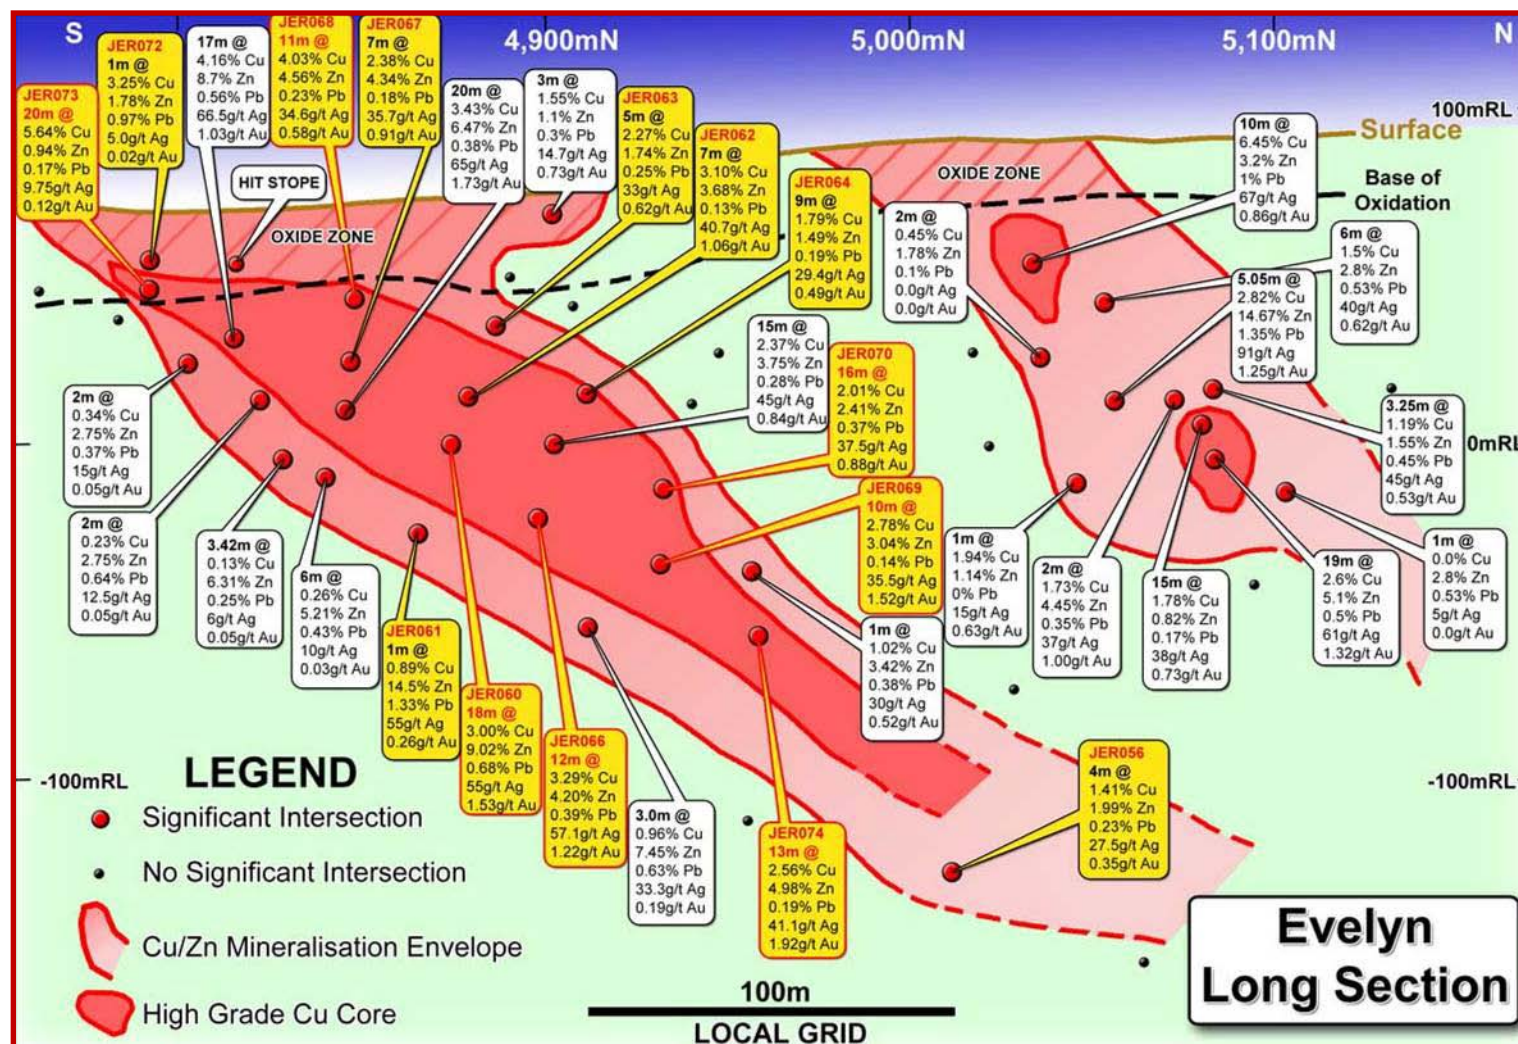 S
4,900mN
5,000mN
5,100mN
N
JER073
20m @
5.64% Cu
0.94% Zn
0.17% Pb
9.75g/t Ag
0.12g/t Au
JER072
1m @
3.25% Cu
1.78% Zn
0.97% Pb
5.0g/t Ag
0.02g/t Au
17m @
4.16% Cu
8.7% Zn
0.56% Pb
66.5g/t Ag
1.03g/t Au
JER068
11m @
4.03% Cu
4.56% Zn
0.23% Pb
34.6g/t Ag
0.58g/t Au
JER067
7m @
2.38% Cu
4.34% Zn
0.18% Pb
35.7g/t Ag
0.91g/t Au
20m @
3.43% Cu
6.47% Zn
0.38% Pb
65g/t Ag
1.73g/t Au
3m @
1.55% Cu
1.1% Zn
0.3% Pb
14.7g/t Ag
0.73g/t Au
JER063
5m @
2.27% Cu
1.74% Zn
0.25% Pb
33g/t Ag
0.62g/t Au
JER062
7m @
3.10% Cu
3.68% Zn
0.13% Pb
40.7g/t Ag
1.06g/t Au
JER064
9m @
1.79% Cu
1.49% Zn
0.19% Pb
29.4g/t Ag
0.49g/t Au
HIT STOPE
OXIDE ZONE
OXIDE ZONE
2m @
0.45% Cu
1.78% Zn
0.1% Pb
0.0g/t Ag
0.0g/t Au
10m @
6.45% Cu
3.2% Zn
1% Pb
67g/t Ag
0.86g/t Au
100mRL
Surface
Base of
Oxidation
6m @
1.5% Cu
2.8% Zn
0.53% Pb
40g/t Ag
0.62g/t Au
5.05m @
2.82% Cu
14.67% Zn
1.35% Pb
91g/t Ag
1.25g/t Au
15m @
2.37% Cu
3.75% Zn
0.28% Pb
45g/t Ag
0.84g/t Au
JER070
16m @
2.01% Cu
2.41% Zn
0.37% Pb
37.5g/t Ag
0.88g/t Au
3.25m @
1.19% Cu
1.55% Zn
0.45% Pb
45g/t Ag
0.53g/t Au
0mRL
2m @
0.34% Cu
2.75% Zn
0.37% Pb
15g/t Ag
0.05g/t Au
2m @
0.23% Cu
2.75% Zn
0.64% Pb
12.5g/t Ag
0.05g/t Au
3.42m @
0.13% Cu
6.31% Zn
0.25% Pb
6g/t Ag
0.05g/t Au
6m @
0.26% Cu
5.21% Zn
0.43% Pb
10g/t Ag
0.03g/t Au
JER061
1m @
0.89% Cu
14.5% Zn
1.33% Pb
55g/t Ag
0.26g/t Au
JER060
18m @
3.00% Cu
9.02% Zn
0.68% Pb
55g/t Ag
1.53g/t Au
JER066
12m @
3.29% Cu
4.20% Zn
0.39% Pb
57.1g/t Ag
1.22g/t Au
3.0m @
0.96% Cu
7.45% Zn
0.63% Pb
33.3g/t Ag
0.19g/t Au
JER074
13m @
2.56% Cu
4.98% Zn
0.19% Pb
41.1g/t Ag
1.92g/t Au
JER069
10m @
2.78% Cu
3.04% Zn
0.14% Pb
35.5g/t Ag
1.52g/t Au
1m @
1.02% Cu
3.42% Zn
0.38% Pb
30g/t Ag
0.52g/t Au
1m @
1.94% Cu
1.14% Zn
0% Pb
15g/t Ag
0.63g/t Au
2m @
1.73% Cu
4.45% Zn
0.35% Pb
37g/t Ag
1.00g/t Au
15m @
1.78% Cu
0.82% Zn
0.17% Pb
38g/t Ag
0.73g/t Au
19m @
2.6% Cu
5.1% Zn
0.5% Pb
61g/t Ag
1.32g/t Au
1m @
0.0% Cu
2.8% Zn
0.53% Pb
5g/t Ag
0.0g/t Au
JER056
4m @
1.41% Cu
1.99% Zn
0.23% Pb
27.5g/t Ag
0.35g/t Au
-100mRL
-100mRL
LEGEND
Significant Intersection
No Significant Intersection
Cu/Zn Mineralisation Envelope
High Grade Cu Core
100m
LOCAL GRID
Evelyn
Long Section